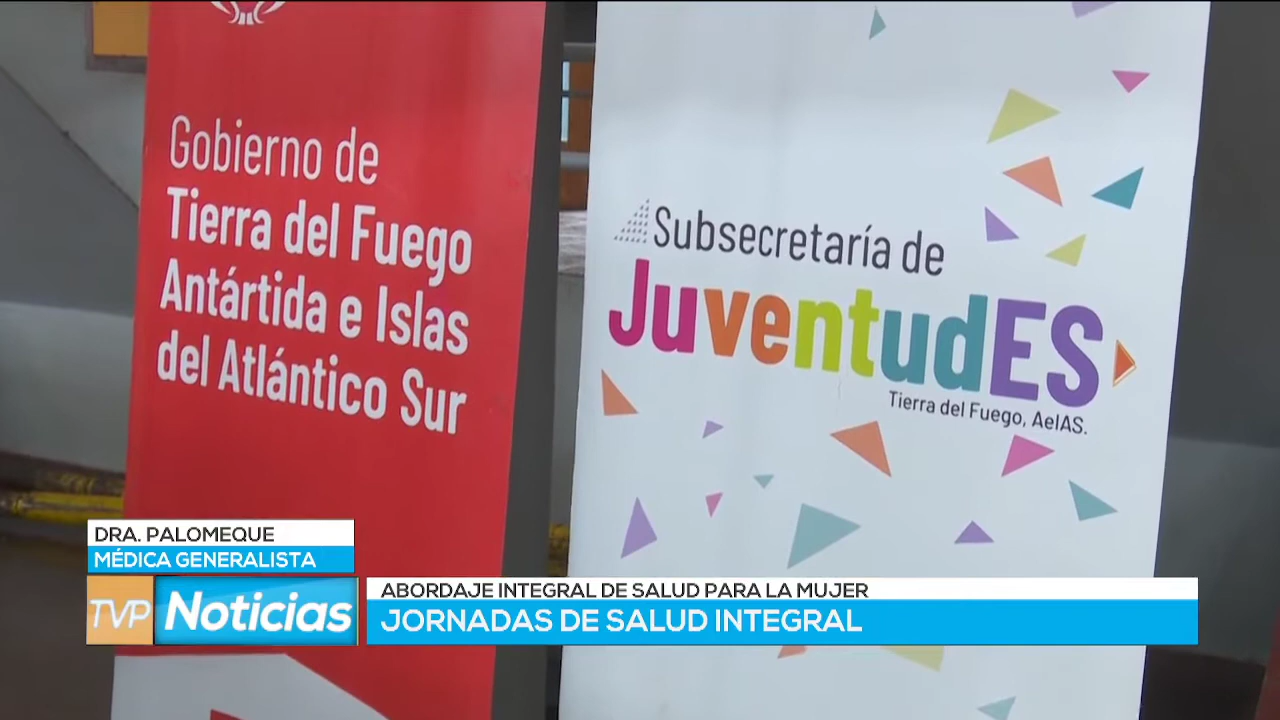 Gobierno de
Tierra del Fuego
Antártida e Islas
del Atlántico Sur
Subsecretaría de
JuventudES
Tierra del Fuego, AeIAS.
DRA. PALOMEQUE
MÉDICA GENERALISTA
TVP Noticias
ABORDAJE INTEGRAL DE SALUD PARA LA MUJER
JORNADAS DE SALUD INTEGRAL